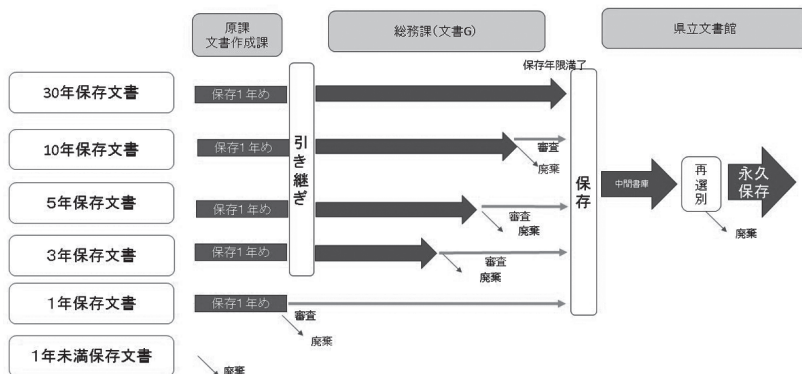 原課
文書作成課
総務課(文書G)
県立文書館
保存年限満了
30年保存文書
保存1年め
10年保存文書
保存1年め
審査
廃棄
5年保存文書
保存1年め
審査
廃棄
3年保存文書
保存1年め
審査
廃棄
1年保存文書
保存1年め
審査
廃棄
1年未満保存文書
廃棄
引き継ぎ
保存
中間書庫
再選別
廃棄
永久
保存